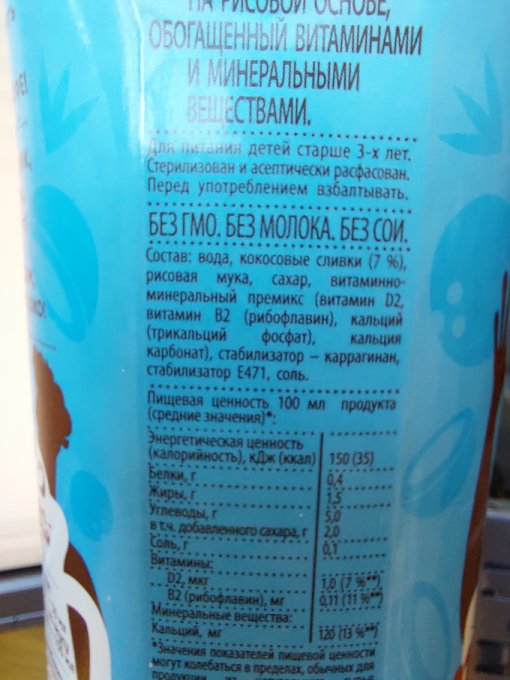 НА РИСОВОЙ ОСНОВЕ,
ОБОГАЩЕННЫЙ ВИТАМИНАМИ
И МИНЕРАЛЬНЫМИ
ВЕЩЕСТВАМИ.
Для питания детей старше 3-х лет.
Стерилизован и асептически расфасован.
Перед употреблением взбалтывать.
БЕЗ ГМО. БЕЗ МОЛОКА. БЕЗ СОИ.
Состав: вода, кокосовые сливки (7 %),
рисовая мука, сахар, витаминно-
минеральный премикс (витамин D2,
витамин B2 (рибофлавин), кальций
(трикальций фосфат), кальция
карбонат), стабилизатор – каррагинан,
стабилизатор Е471, соль.
Пищевая ценность 100 мл продукта
(средние значения)*:
Энергетическая ценность
(калорийность), кДж (ккал) 150 (35)
Белки, г 0,4
Жиры, г 1,5
Углеводы, г 5,0
в т.ч. добавленного сахара, г 2,0
Соль, г 0,1
Витамины:
D2, мкг 1,0 (7 %**)
B2 (рибофлавин), мг 0,11 (11 %**)
Минеральные вещества:
Кальций, мг 120 (13 %**)
*Значения показателей пищевой ценности
могут колебаться в пределах, обычных для